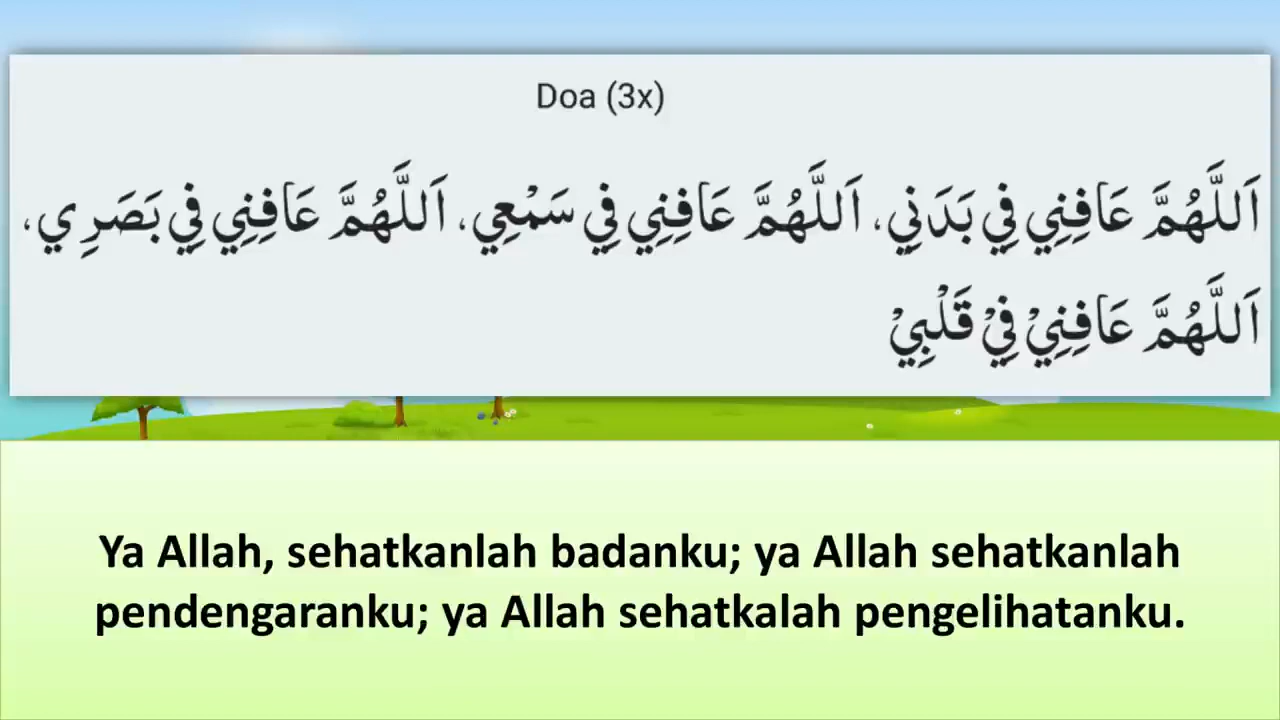 Doa (3x)
اَللَّهُمَّ عَافِنِي فِي بَدَنِي، اَللَّهُمَّ عَافِنِي فِي سَمْعِي، اَللَّهُمَّ عَافِنِي فِي بَصَرِي،
اَللَّهُمَّ عَافِنِيْ فِيْ قَلْبِيْ
Ya Allah, sehatkanlah badanku; ya Allah sehatkanlah
pendengaranku; ya Allah sehatkalah pengelihatanku.